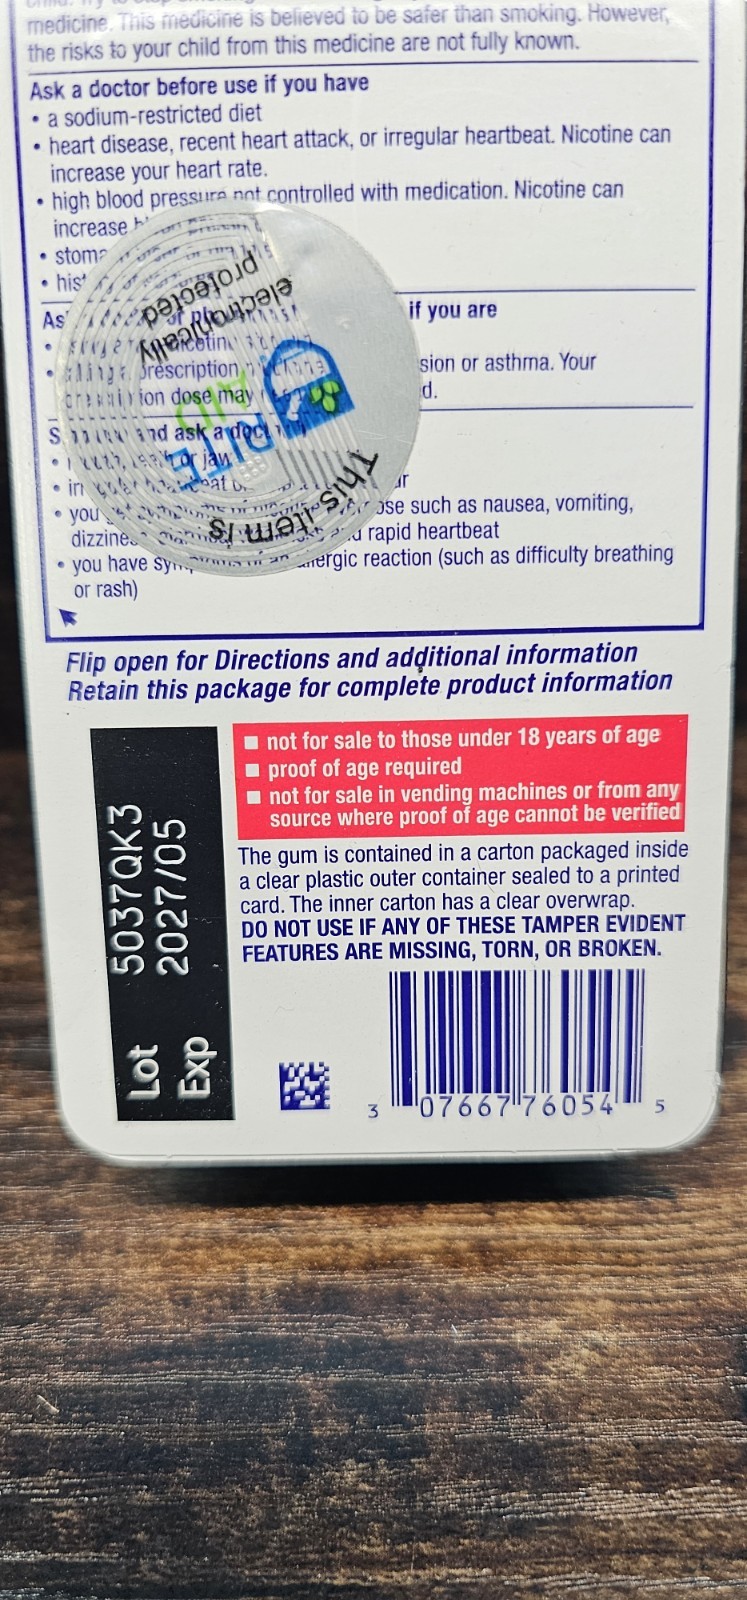 medicine. This medicine is believed to be safer than smoking. However,
the risks to your child from this medicine are not fully known.
Ask a doctor before use if you have
• a sodium-restricted diet
• heart disease, recent heart attack, or irregular heartbeat. Nicotine can
increase your heart rate.
• high blood pressure not controlled with medication. Nicotine can
increase
•
•
if you are
•
• prescription sion or asthma. Your
dose may d.
and ask a doctor
• or jaw
•
• you such as nausea, vomiting,
rapid heartbeat
• you have allergic reaction (such as difficulty breathing
or rash)
This item is
electronically
protected
RITE
AID
Flip open for Directions and additional information
Retain this package for complete product information
■ not for sale to those under 18 years of age
■ proof of age required
■ not for sale in vending machines or from any
source where proof of age cannot be verified
The gum is contained in a carton packaged inside
a clear plastic outer container sealed to a printed
card. The inner carton has a clear overwrap.
DO NOT USE IF ANY OF THESE TAMPER EVIDENT
FEATURES ARE MISSING, TORN, OR BROKEN.
Lot 5037QK3
Exp 2027/05
3 07667 76054 5